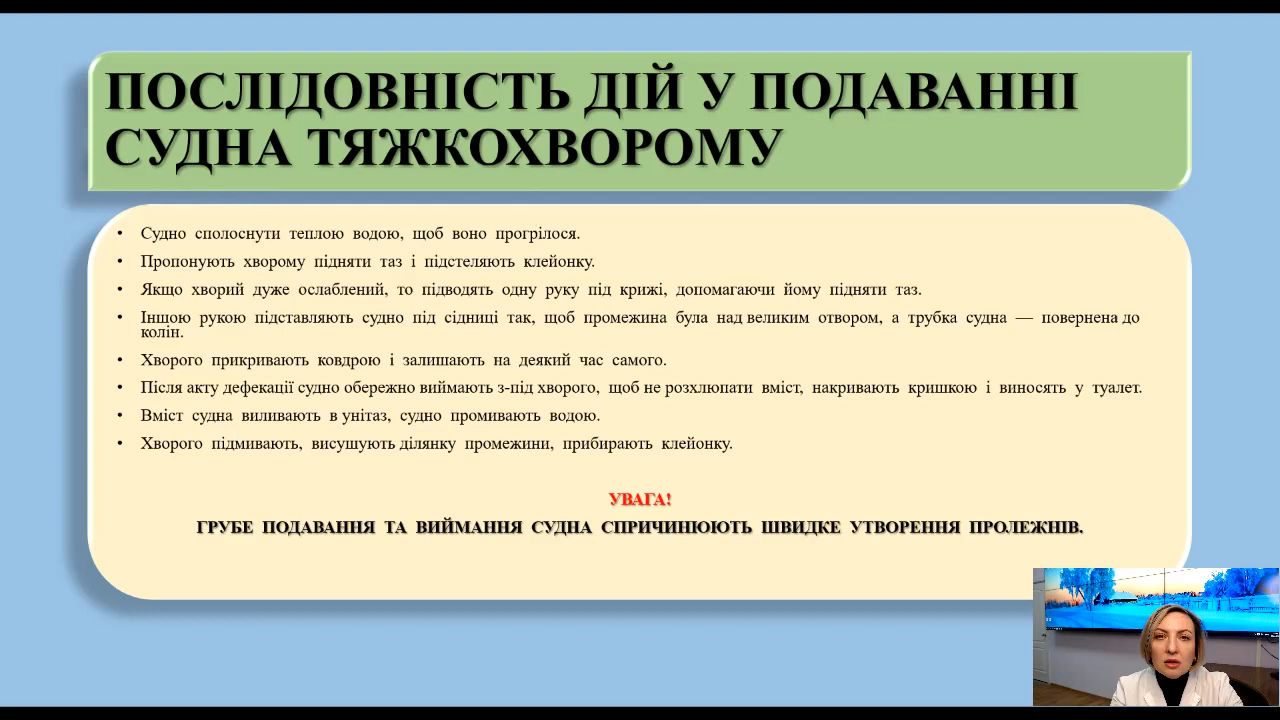 ПОСЛІДОВНІСТЬ ДІЙ У ПОДАВАННІ
СУДНА ТЯЖКОХВОРОМУ
• Судно сполоснути теплою водою, щоб воно прогрілося.
• Пропонують хворому підняти таз і підстеляють клейонку.
• Якщо хворий дуже ослаблений, то підводять одну руку під крижі, допомагаючи йому підняти таз.
• Іншою рукою підставляють судно під сідниці так, щоб промежина була над великим отвором, а трубка судна — повернена до
колін.
• Хворого прикривають ковдрою і залишають на деякий час самого.
• Після акту дефекації судно обережно виймають з-під хворого, щоб не розхлюпати вміст, накривають кришкою і виносять у туалет.
• Вміст судна виливають в унітаз, судно промивають водою.
• Хворого підмивають, висушують ділянку промежини, прибирають клейонку.
УВАГА!
ГРУБЕ ПОДАВАННЯ ТА ВИЙМАННЯ СУДНА СПРИЧИНЮЮТЬ ШВИДКЕ УТВОРЕННЯ ПРОЛЕЖНІВ.